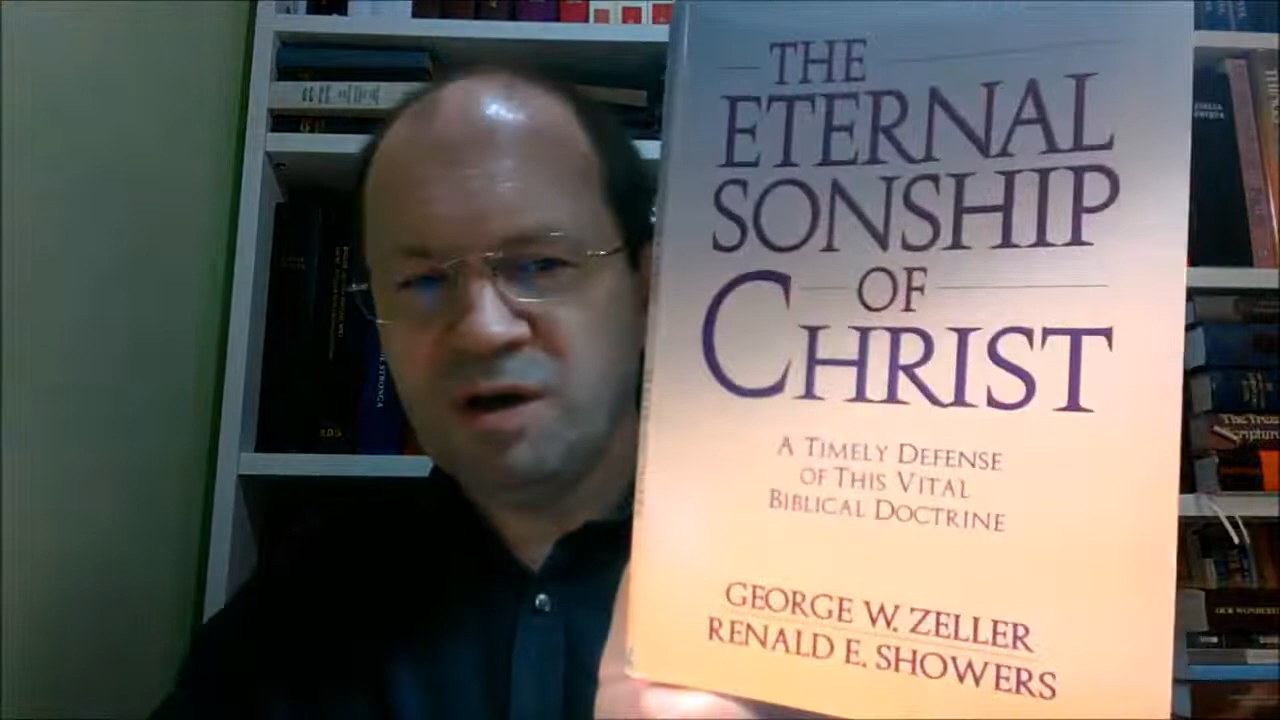 THE
ETERNAL
SONSHIP
OF
CHRIST
A TIMELY DEFENSE
OF THIS VITAL
BIBLICAL DOCTRINE
GEORGE W. ZELLER
RENALD E. SHOWERS